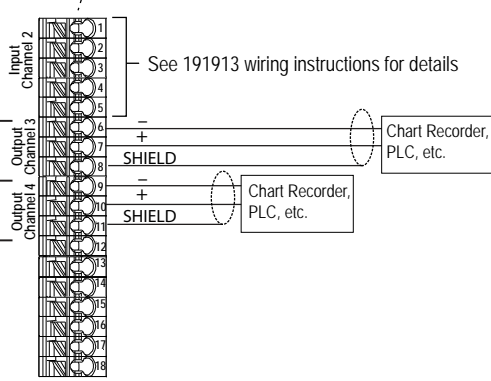 Input
Channel 2
1
2
3
4
5
See 191913 wiring instructions for details
Output
Channel 3
6
–
7
+
8
SHIELD
Chart Recorder,
PLC, etc.
Output
Channel 4
9
–
10
+
11
SHIELD
Chart Recorder,
PLC, etc.
12
13
14
15
16
17
18